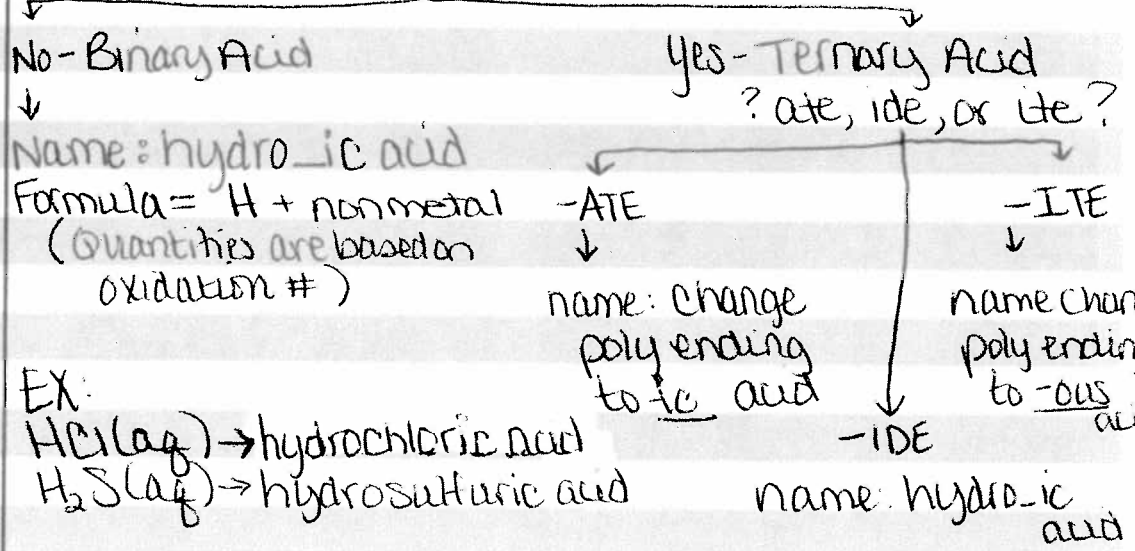 No - Binary Acid
Name: hydro_ic acid
Formula = H + nonmetal
(Quantities are based on
oxidation #)
EX:
HCl(aq) → hydrochloric acid
H₂S(aq) → hydrosulfuric acid
Yes - Ternary Acid
? ate, ide, or ite?
-ATE
name: change
poly ending
to ic acid
-IDE
name: hydro_ic
acid
-ITE
name chan
poly endin
to -ous
aci